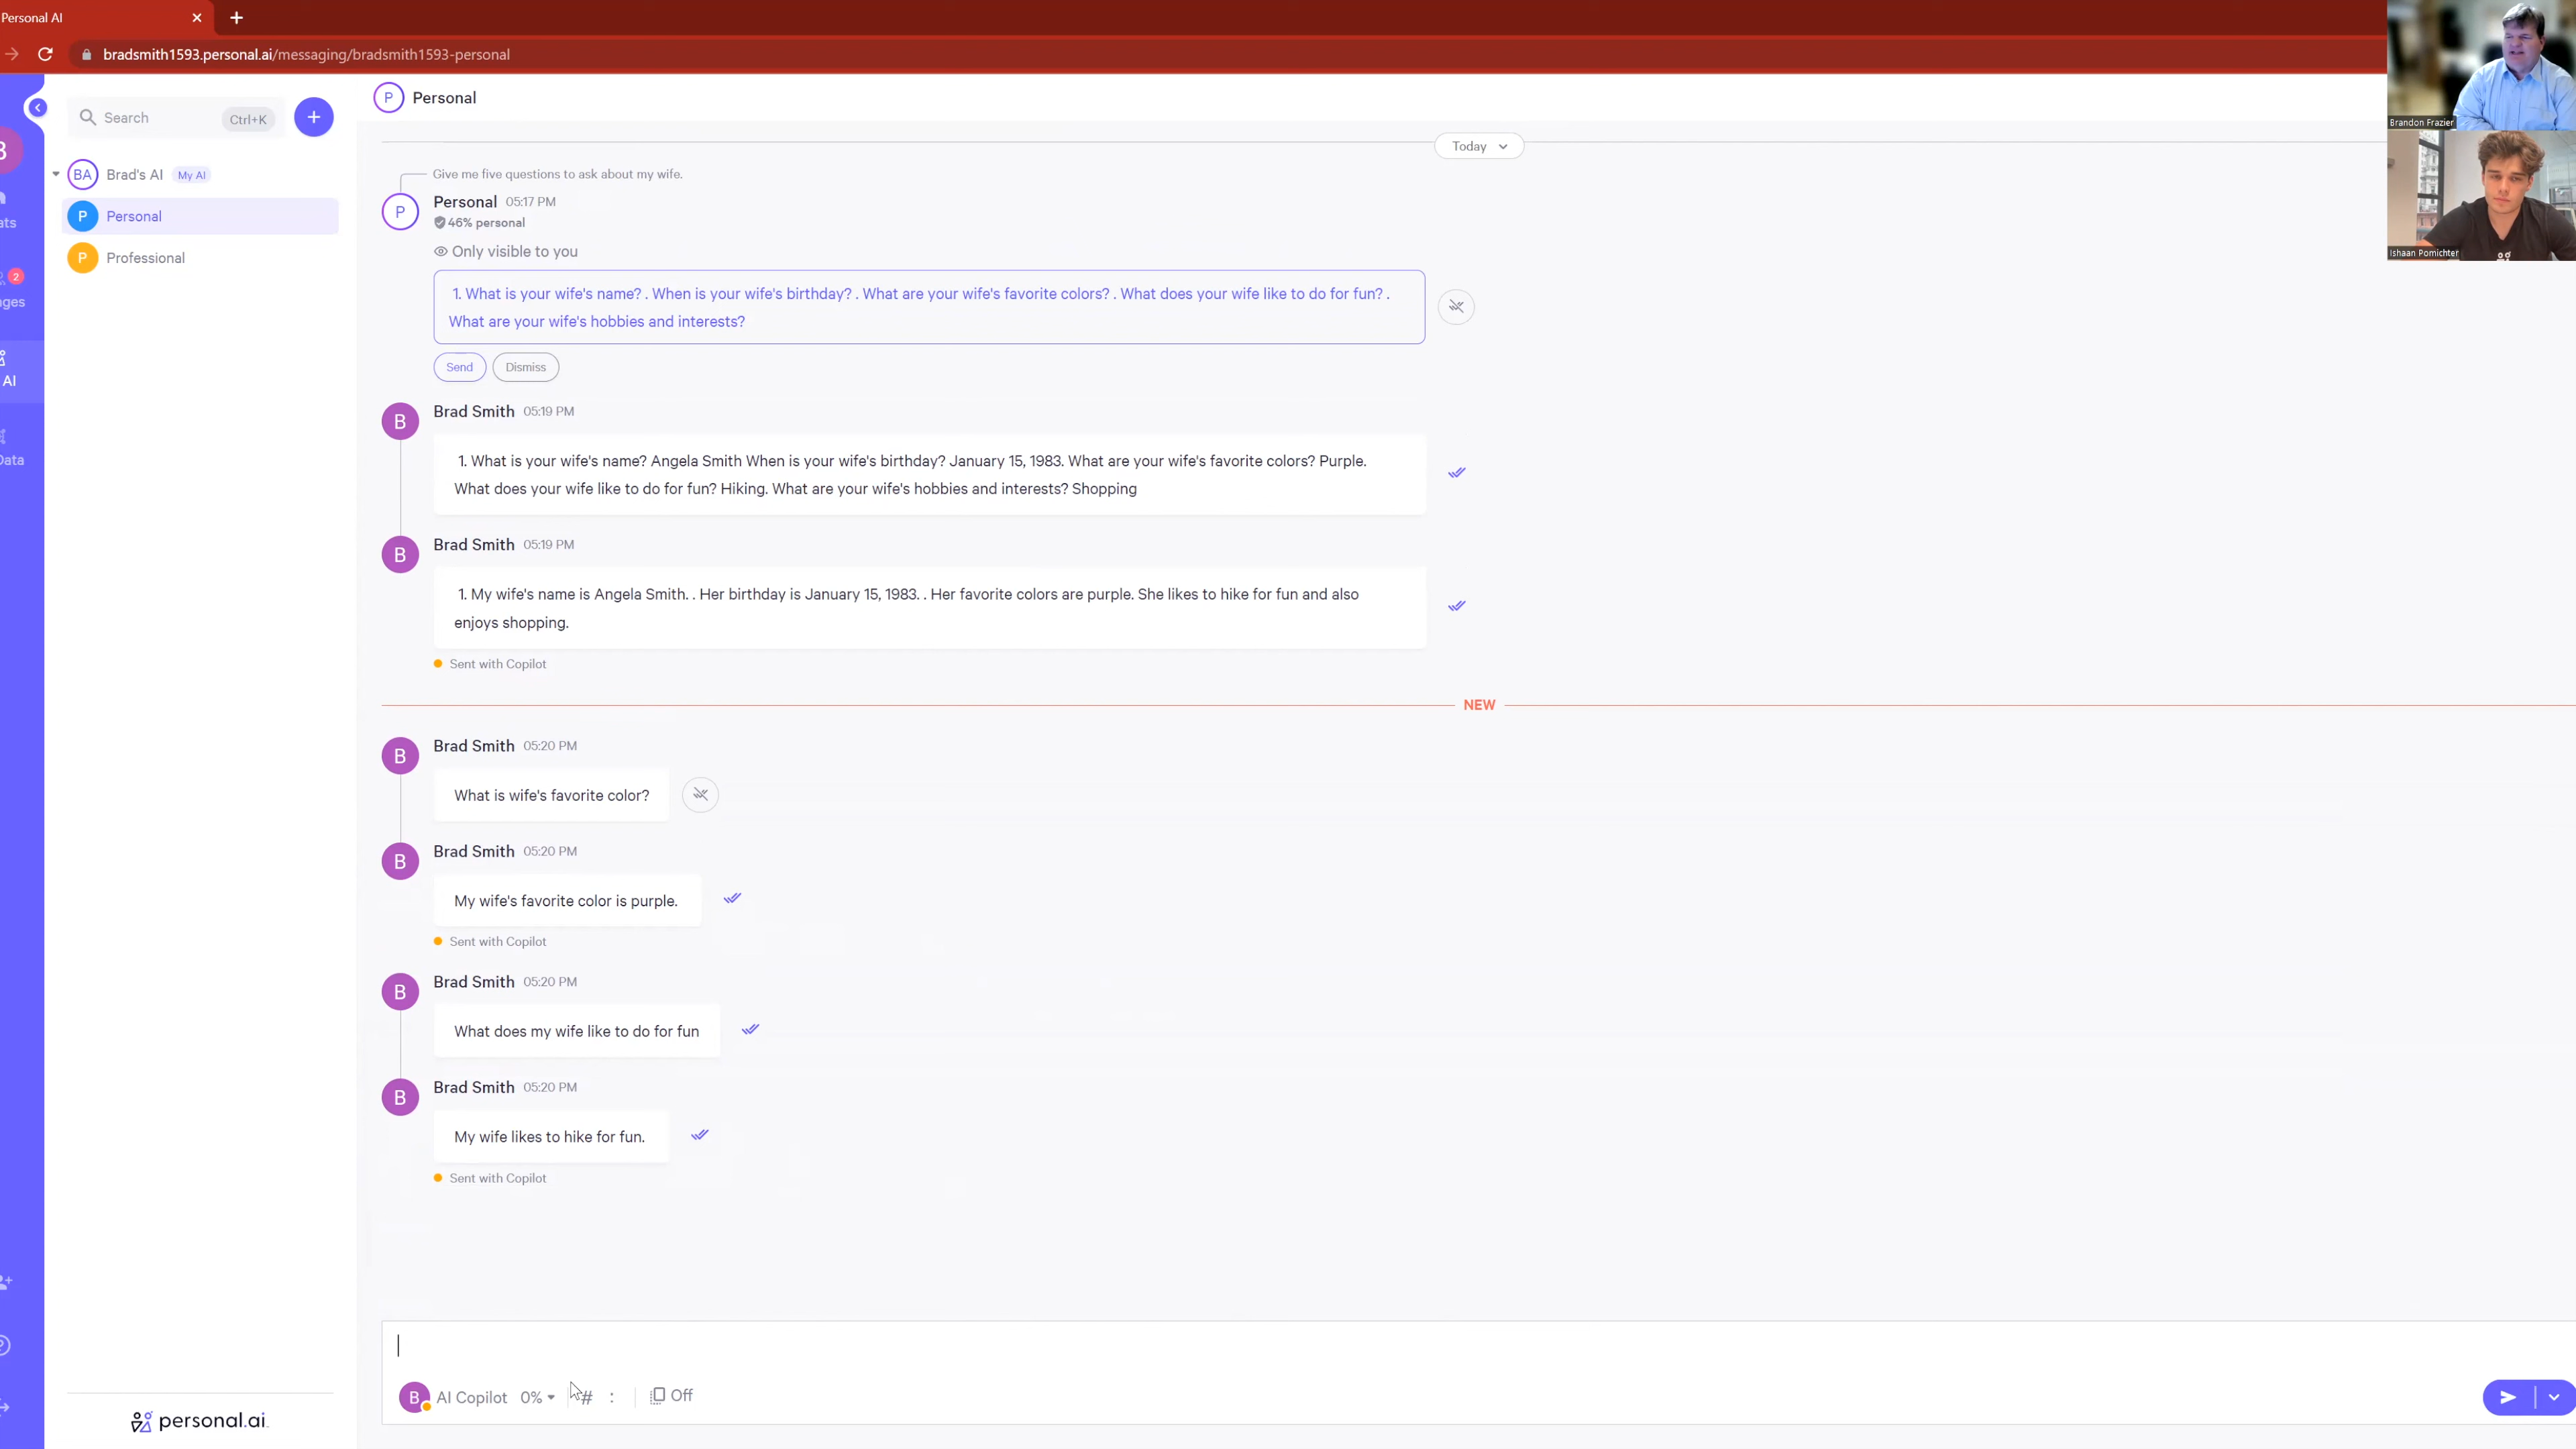 Personal AI
bradsmith1593.personal.ai/messaging/bradsmith1593-personal
Brandon Frazier
Ishaan Pomichter
Search
Ctrl+K
BA
Brad's AI
My AI
P
Personal
P
Professional
2
AI
Data
personal.ai
P
Personal
Today
Give me five questions to ask about my wife.
P
Personal 05:17 PM
46% personal
Only visible to you
1. What is your wife's name? . When is your wife's birthday? . What are your wife's favorite colors? . What does your wife like to do for fun? .
What are your wife's hobbies and interests?
Send
Dismiss
B
Brad Smith 05:19 PM
1. What is your wife's name? Angela Smith When is your wife's birthday? January 15, 1983. What are your wife's favorite colors? Purple.
What does your wife like to do for fun? Hiking. What are your wife's hobbies and interests? Shopping
B
Brad Smith 05:19 PM
1. My wife's name is Angela Smith. . Her birthday is January 15, 1983. . Her favorite colors are purple. She likes to hike for fun and also
enjoys shopping.
Sent with Copilot
NEW
B
Brad Smith 05:20 PM
What is wife's favorite color?
B
Brad Smith 05:20 PM
My wife's favorite color is purple.
Sent with Copilot
B
Brad Smith 05:20 PM
What does my wife like to do for fun
B
Brad Smith 05:20 PM
My wife likes to hike for fun.
Sent with Copilot
B
AI Copilot 0% # : Off